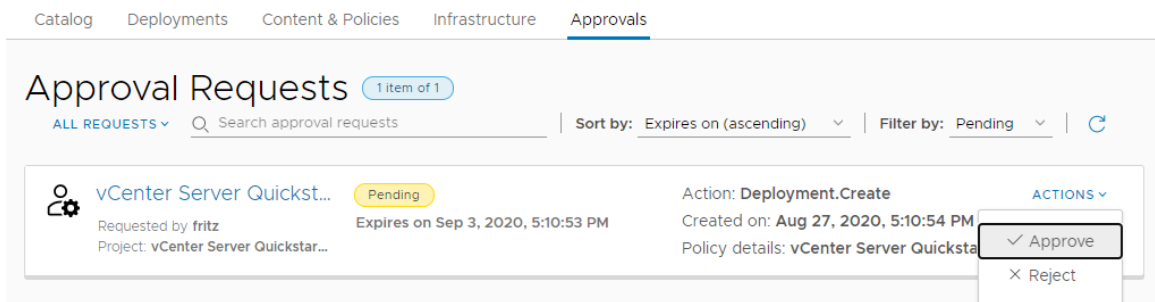 Catalog Deployments Content & Policies Infrastructure Approvals
Approval Requests 1 item of 1
ALL REQUESTS Search approval requests Sort by: Expires on (ascending) Filter by: Pending
vCenter Server Quickst... Pending Action: Deployment.Create ACTIONS
Requested by fritz Expires on Sep 3, 2020, 5:10:53 PM Created on: Aug 27, 2020, 5:10:54 PM
Project: vCenter Server Quickstar... Policy details: vCenter Server Quicksta
Approve
Reject